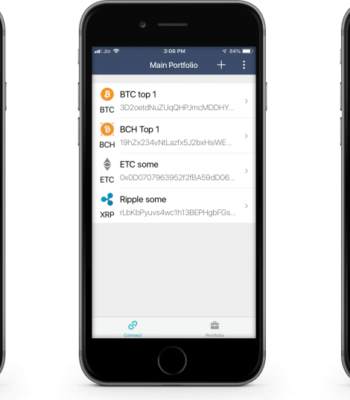 Jio
3:06 PM
84%
Main Portfolio
BTC top 1
BTC
3D2oetdNuZUqQHPJmcMDDHY...
BCH Top 1
BCH
19hZx234vNtLazfx5J2bxHsiWE...
ETC some
ETC
0x0D0707963952f2fBA59dD06...
Ripple some
XRP
rLbKbPyuvs4wc1h13BEPHgbFGs...
Connect
Portfolio